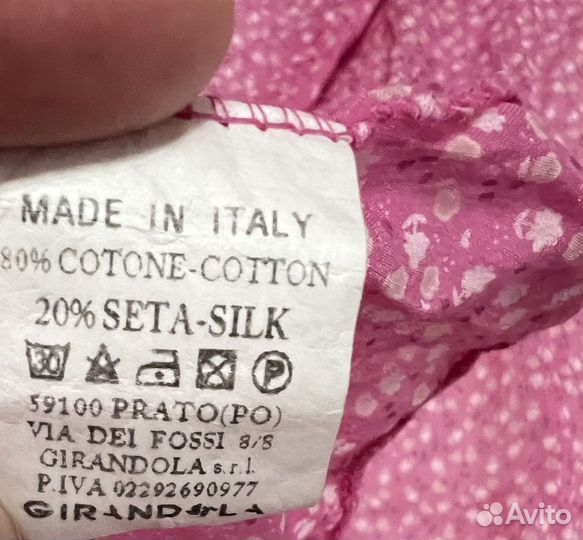 MADE IN ITALY
80% COTONE-COTTON
20% SETA-SILK
30 P
59100 PRATO(PO)
VIA DEI FOSSI 8/8
GIRANDOLA s.r.l.
P.IVA 02292690977
Avito